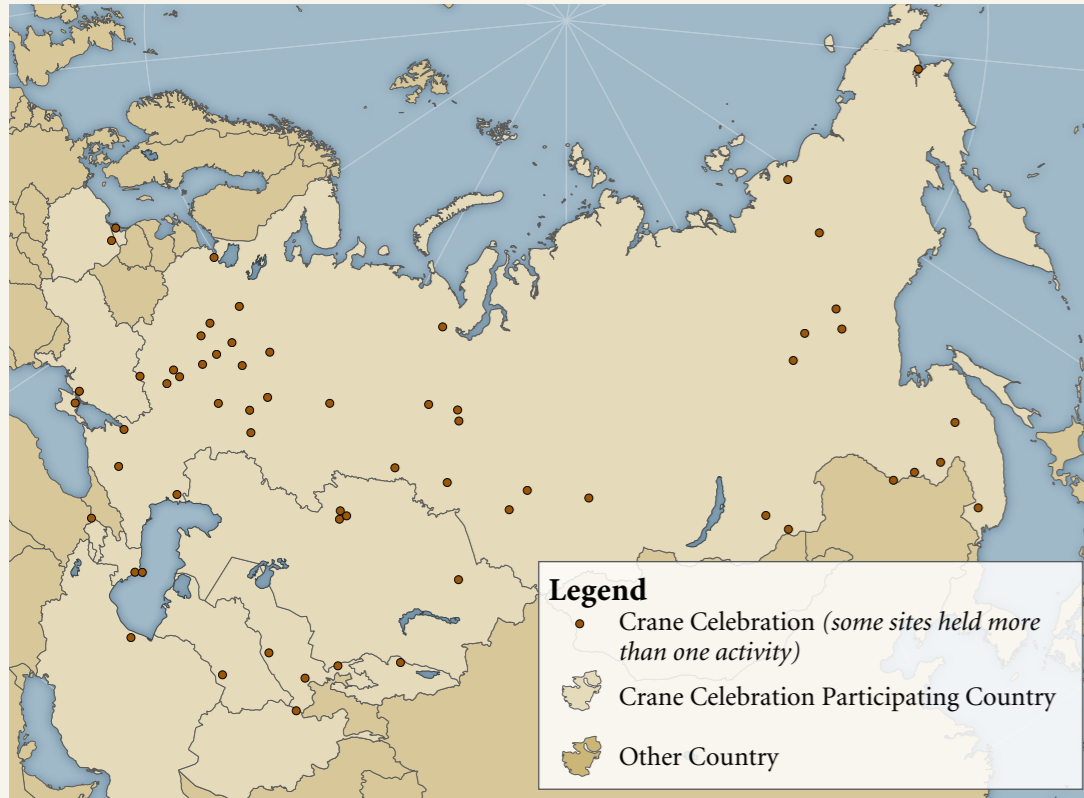 Legend
Crane Celebration (some sites held more
than one activity)
Crane Celebration Participating Country
Other Country